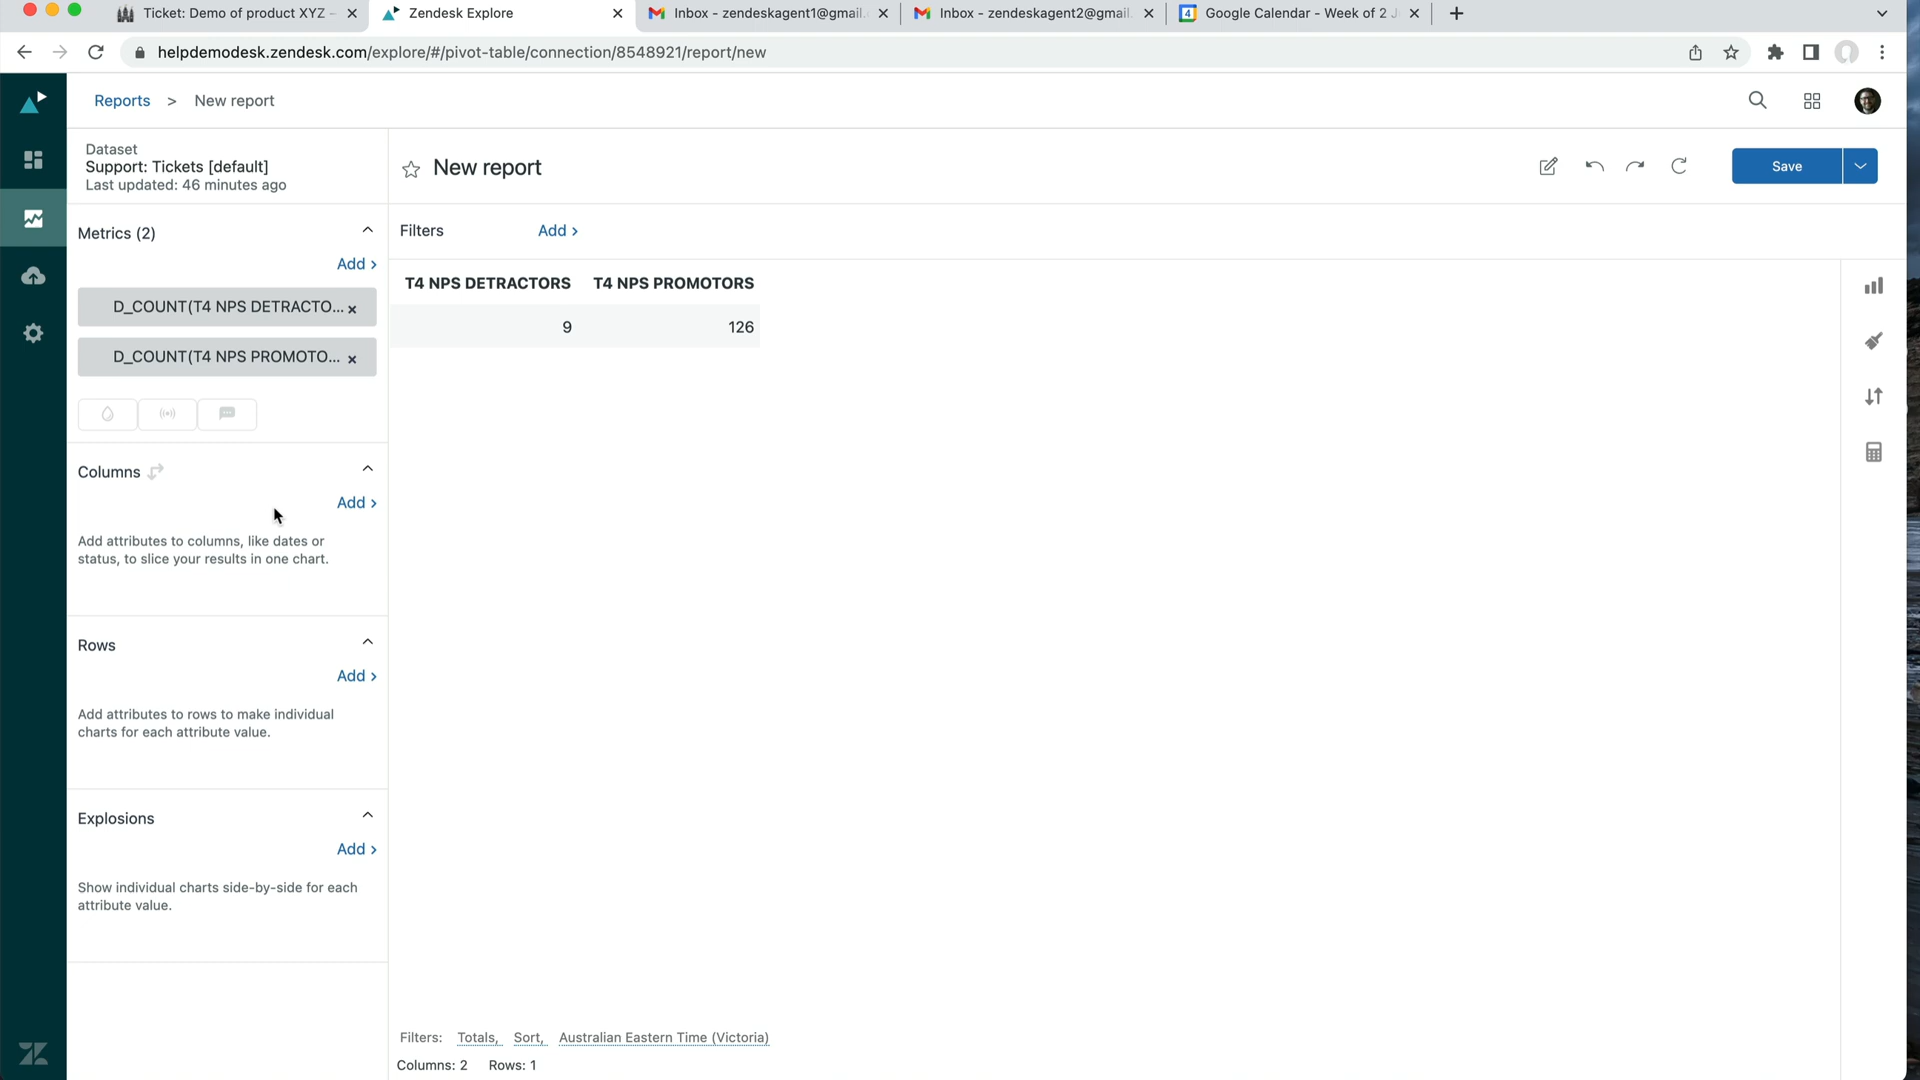 Ticket: Demo of product XYZ –
Zendesk Explore
Inbox - zendeskagent1@gmail.
Inbox - zendeskagent2@gmail.
Google Calendar - Week of 2 J
helpdemodesk.zendesk.com/explore/#/pivot-table/connection/8548921/report/new
Reports > New report
Dataset
Support: Tickets [default]
Last updated: 46 minutes ago
New report
Save
Metrics (2)
Add >
Filters
Add >
D_COUNT(T4 NPS DETRACTO... ×
D_COUNT(T4 NPS PROMOTO... ×
T4 NPS DETRACTORS T4 NPS PROMOTORS
9 126
Columns
Add >
Add attributes to columns, like dates or
status, to slice your results in one chart.
Rows
Add >
Add attributes to rows to make individual
charts for each attribute value.
Explosions
Add >
Show individual charts side-by-side for each
attribute value.
Filters: Totals, Sort, Australian Eastern Time (Victoria)
Columns: 2 Rows: 1